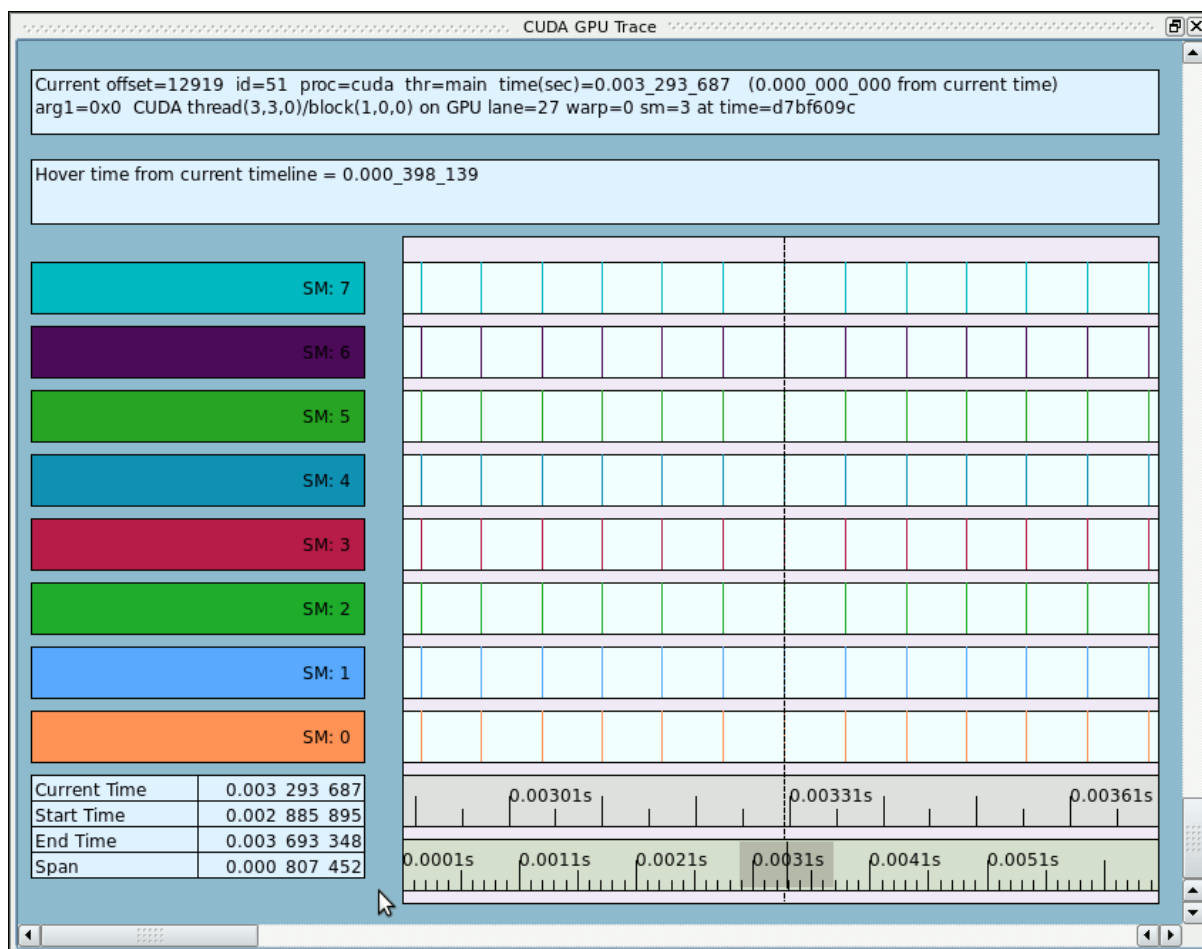 CUDA GPU Trace
Current offset=12919 id=51 proc=cuda thr=main time(sec)=0.003_293_687 (0.000_000_000 from current time)
arg1=0x0 CUDA thread(3,3,0)/block(1,0,0) on GPU lane=27 warp=0 sm=3 at time=d7bf609c
Hover time from current timeline = 0.000_398_139
SM: 7
SM: 6
SM: 5
SM: 4
SM: 3
SM: 2
SM: 1
SM: 0
Current Time 0.003 293 687
Start Time 0.002 885 895
End Time 0.003 693 348
Span 0.000 807 452
0.00301s 0.00331s 0.00361s
0.0001s 0.0011s 0.0021s 0.0031s 0.0041s 0.0051s